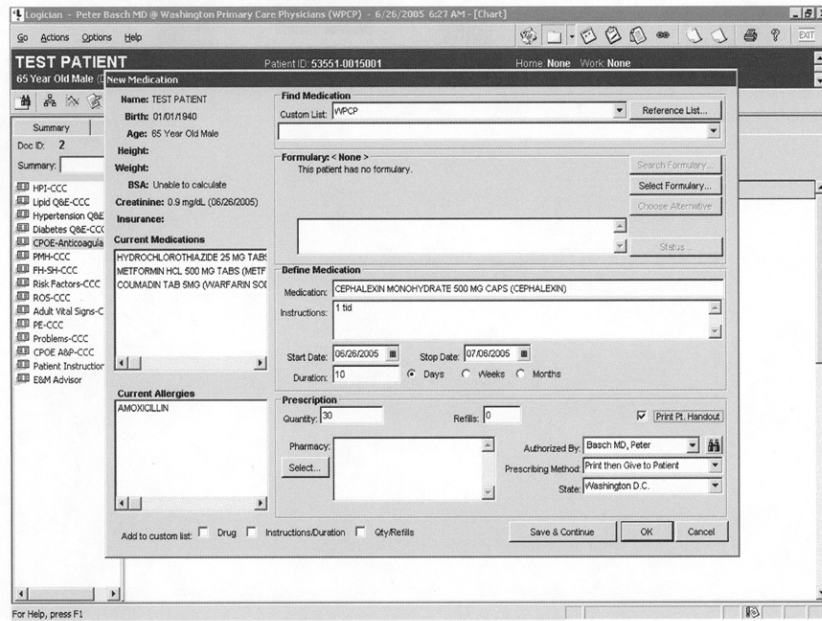 Logician - Peter Basch MD @ Washington Primary Care Physicians (WPCP) - 6/26/2005 6:27 AM - [Chart]
Go Actions Options Help
EXIT
TEST PATIENT
Patient ID: 53551-0015001
Home: None Work: None
65 Year Old Male
New Medication
Summary
Doc ID: 2
Summary:
HPI-CCC
Lipid Q&E-CCC
Hypertension Q&E
Diabetes Q&E-CCC
CPOE-Anticoagula
PMH-CCC
FH-SH-CCC
Risk Factors-CCC
ROS-CCC
Adult Vital Signs-C
PE-CCC
Problems-CCC
CPOE A&P-CCC
Patient Instruction
E&M Advisor
Name: TEST PATIENT
Birth: 01/01/1940
Age: 65 Year Old Male
Height:
Weight:
BSA: Unable to calculate
Creatinine: 0.9 mg/dL (06/26/2005)
Insurance:
Current Medications
HYDROCHLOROTHIAZIDE 25 MG TABS
METFORMIN HCL 500 MG TABS (METF
COUMADIN TAB 5MG (WARFARIN SOD
Current Allergies
AMOXICILLIN
Find Medication
Custom List: WPCP
Reference List...
Formulary: < None >
This patient has no formulary.
Search Formulary...
Select Formulary...
Choose Alternative
Status...
Define Medication
Medication: CEPHALEXIN MONOHYDRATE 500 MG CAPS (CEPHALEXIN)
Instructions: 1 tid
Start Date: 06/26/2005 Stop Date: 07/06/2005
Duration: 10 Days Weeks Months
Prescription
Quantity: 30 Refills: 0 Print Pt. Handout
Pharmacy:
Select...
Authorized By: Basch MD, Peter
Prescribing Method: Print then Give to Patient
State: Washington D.C.
Add to custom list: Drug Instructions/Duration Qty/Refills
Save & Continue OK Cancel
For Help, press F1